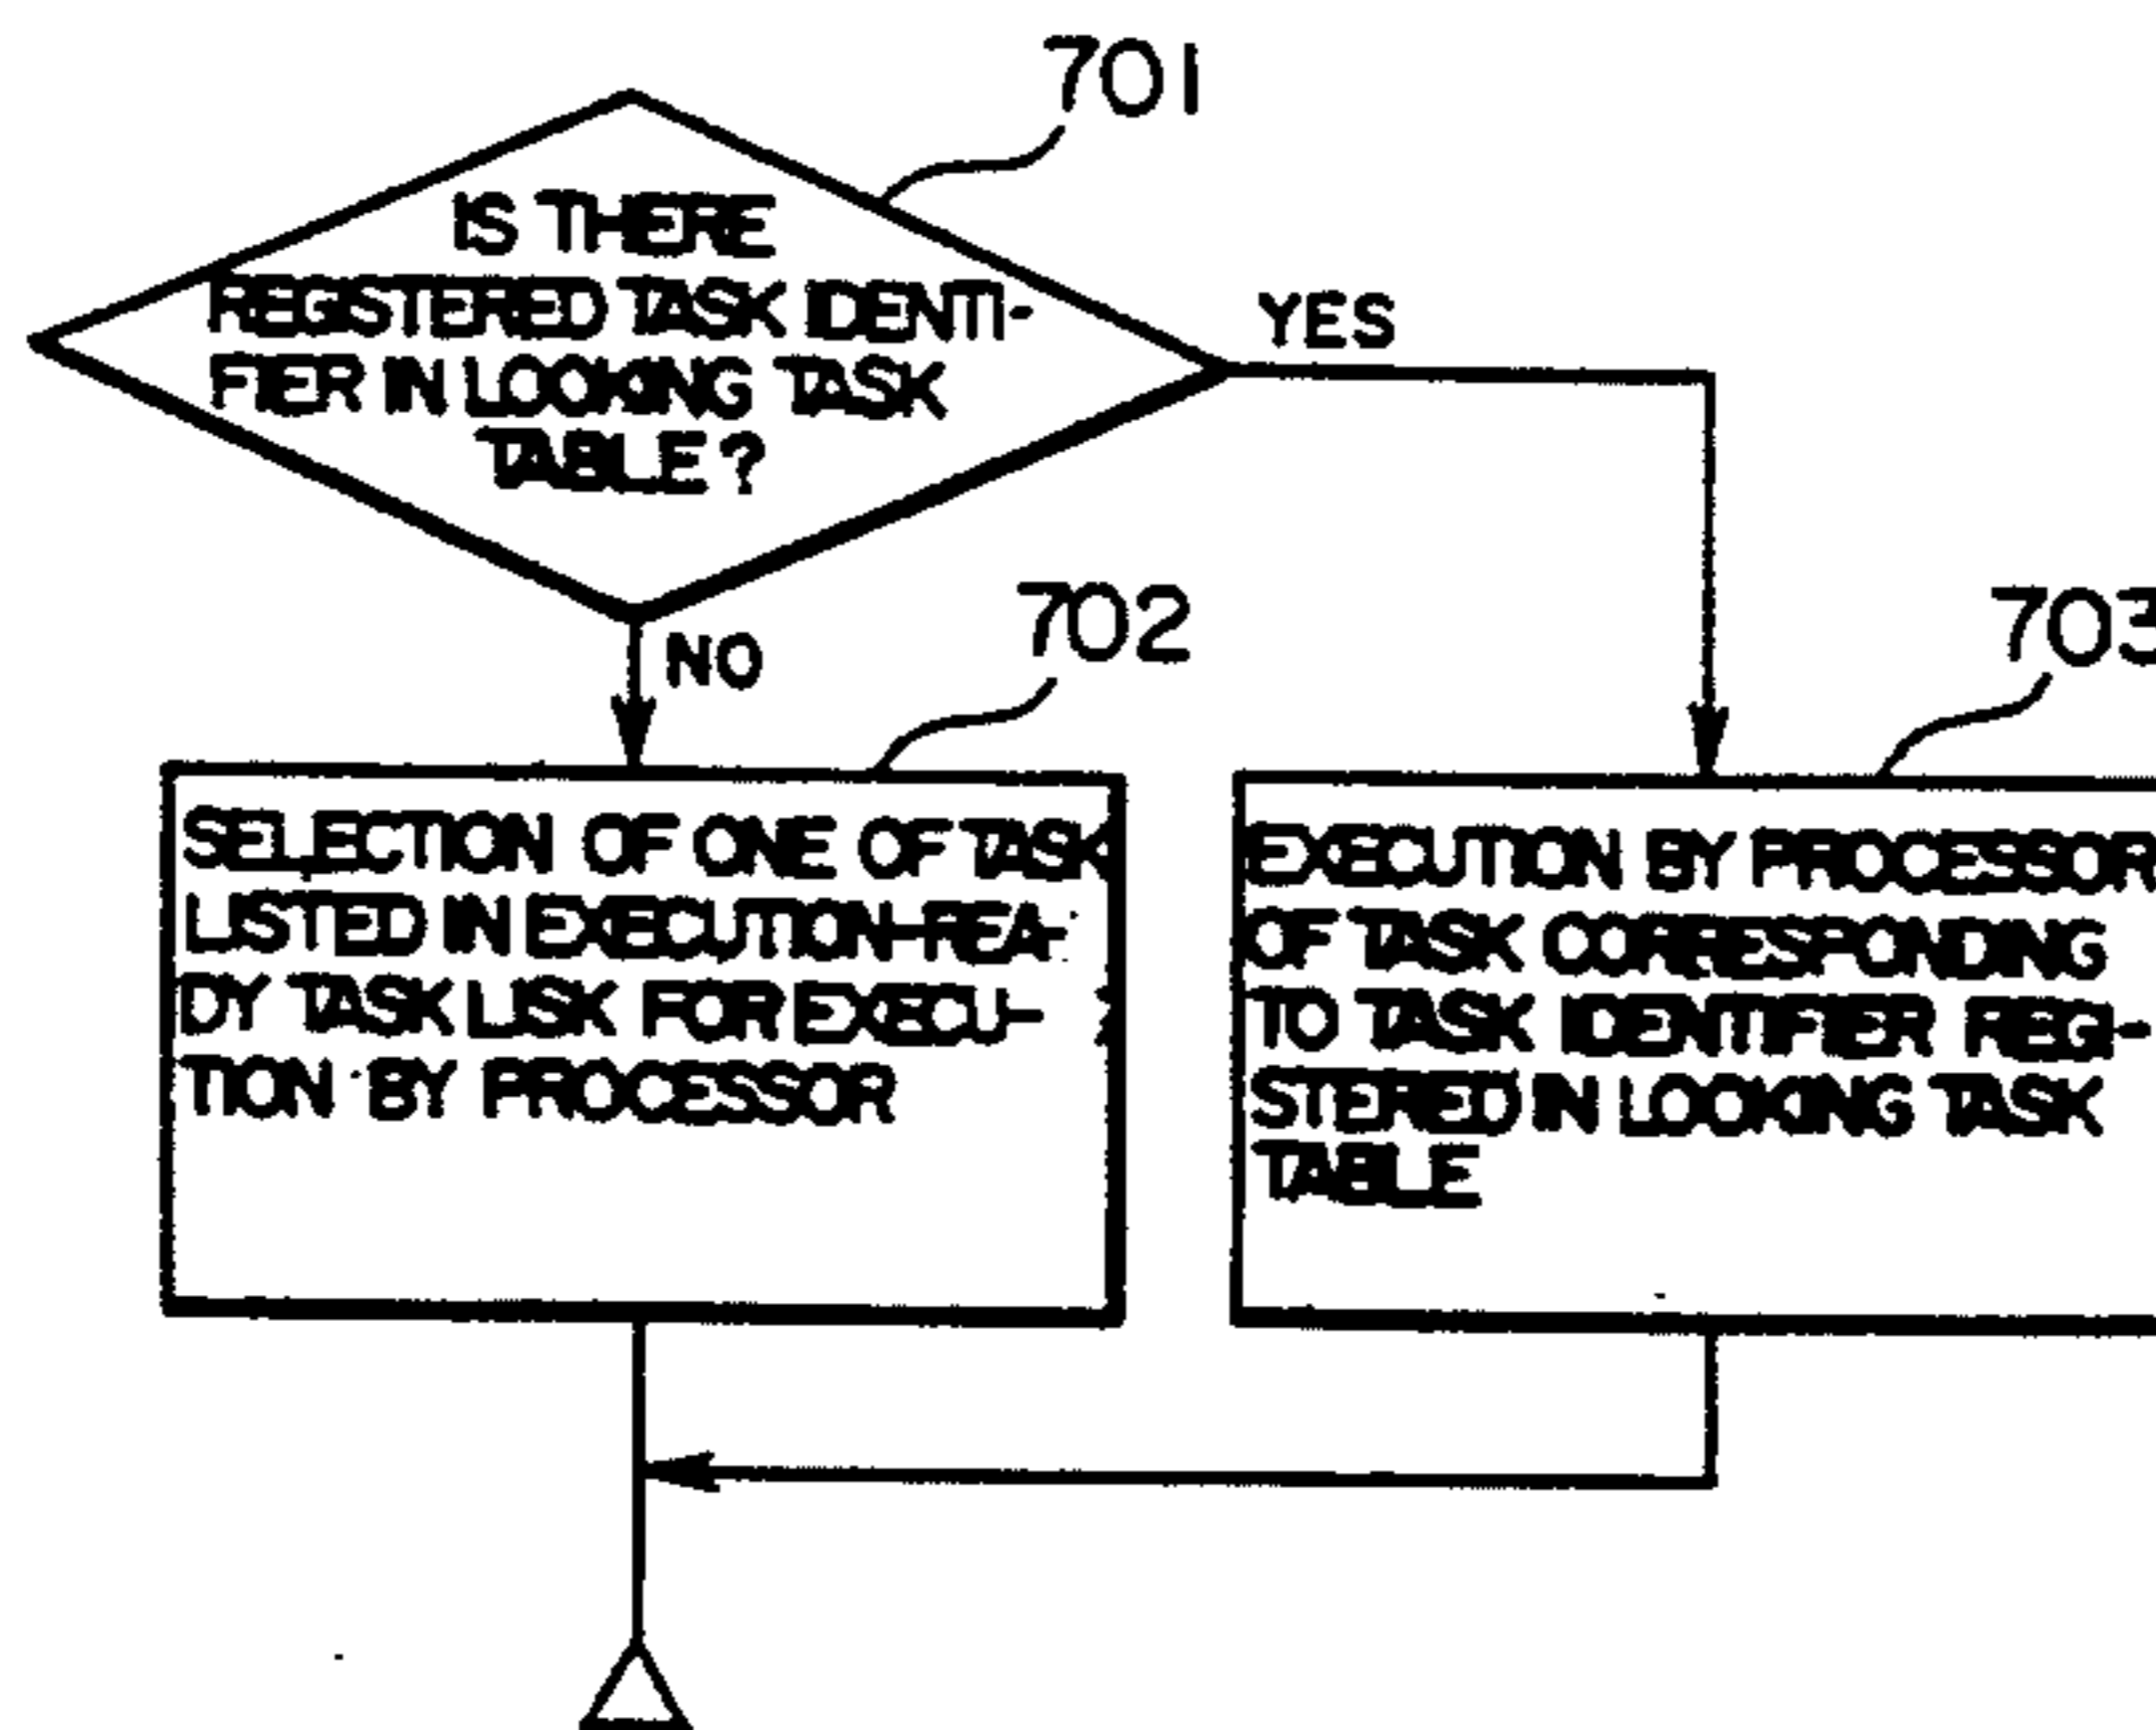 701
IS THERE
REGISTERED TASK IDENTI-
FIER IN LOOKING TASK
TABLE?
YES
NO
702
703
SELECTION OF ONE OF TASK
LISTED IN EXECUTION-REA-
DY TASK LISK FOR EXECU-
TION BY PROCESSOR
EXECUTION BY PROCESSOR
OF TASK CORRESPONDING
TO TASK IDENTIFIER REG-
STERED IN LOOKING TASK
TABLE